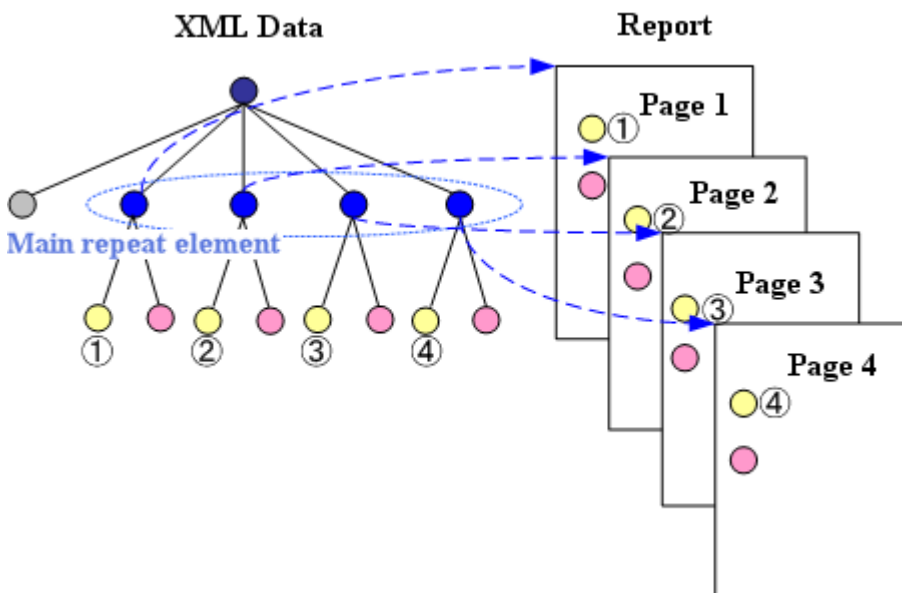 XML Data
Report
Page 1
①
Page 2
②
Main repeat element
Page 3
③
① ② ③ ④
Page 4
④